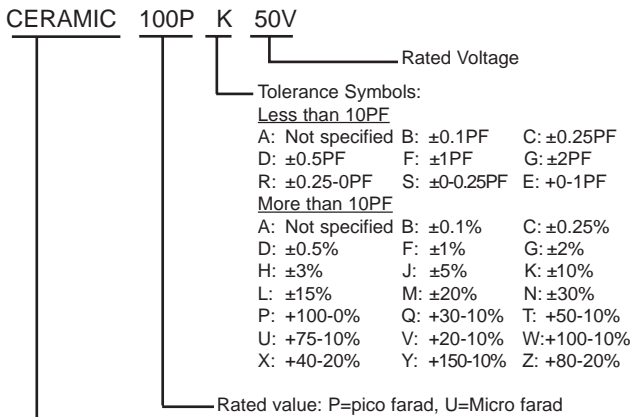 CERAMIC 100P K 50V
Rated Voltage
Tolerance Symbols:
Less than 10PF
A: Not specified B: ±0.1PF C: ±0.25PF
D: ±0.5PF F: ±1PF G: ±2PF
R: ±0.25-0PF S: ±0-0.25PF E: +0-1PF
More than 10PF
A: Not specified B: ±0.1% C: ±0.25%
D: ±0.5% F: ±1% G: ±2%
H: ±3% J: ±5% K: ±10%
L: ±15% M: ±20% N: ±30%
P: +100-0% Q: +30-10% T: +50-10%
U: +75-10% V: +20-10% W:+100-10%
X: +40-20% Y: +150-10% Z: +80-20%
Rated value: P=pico farad, U=Micro farad